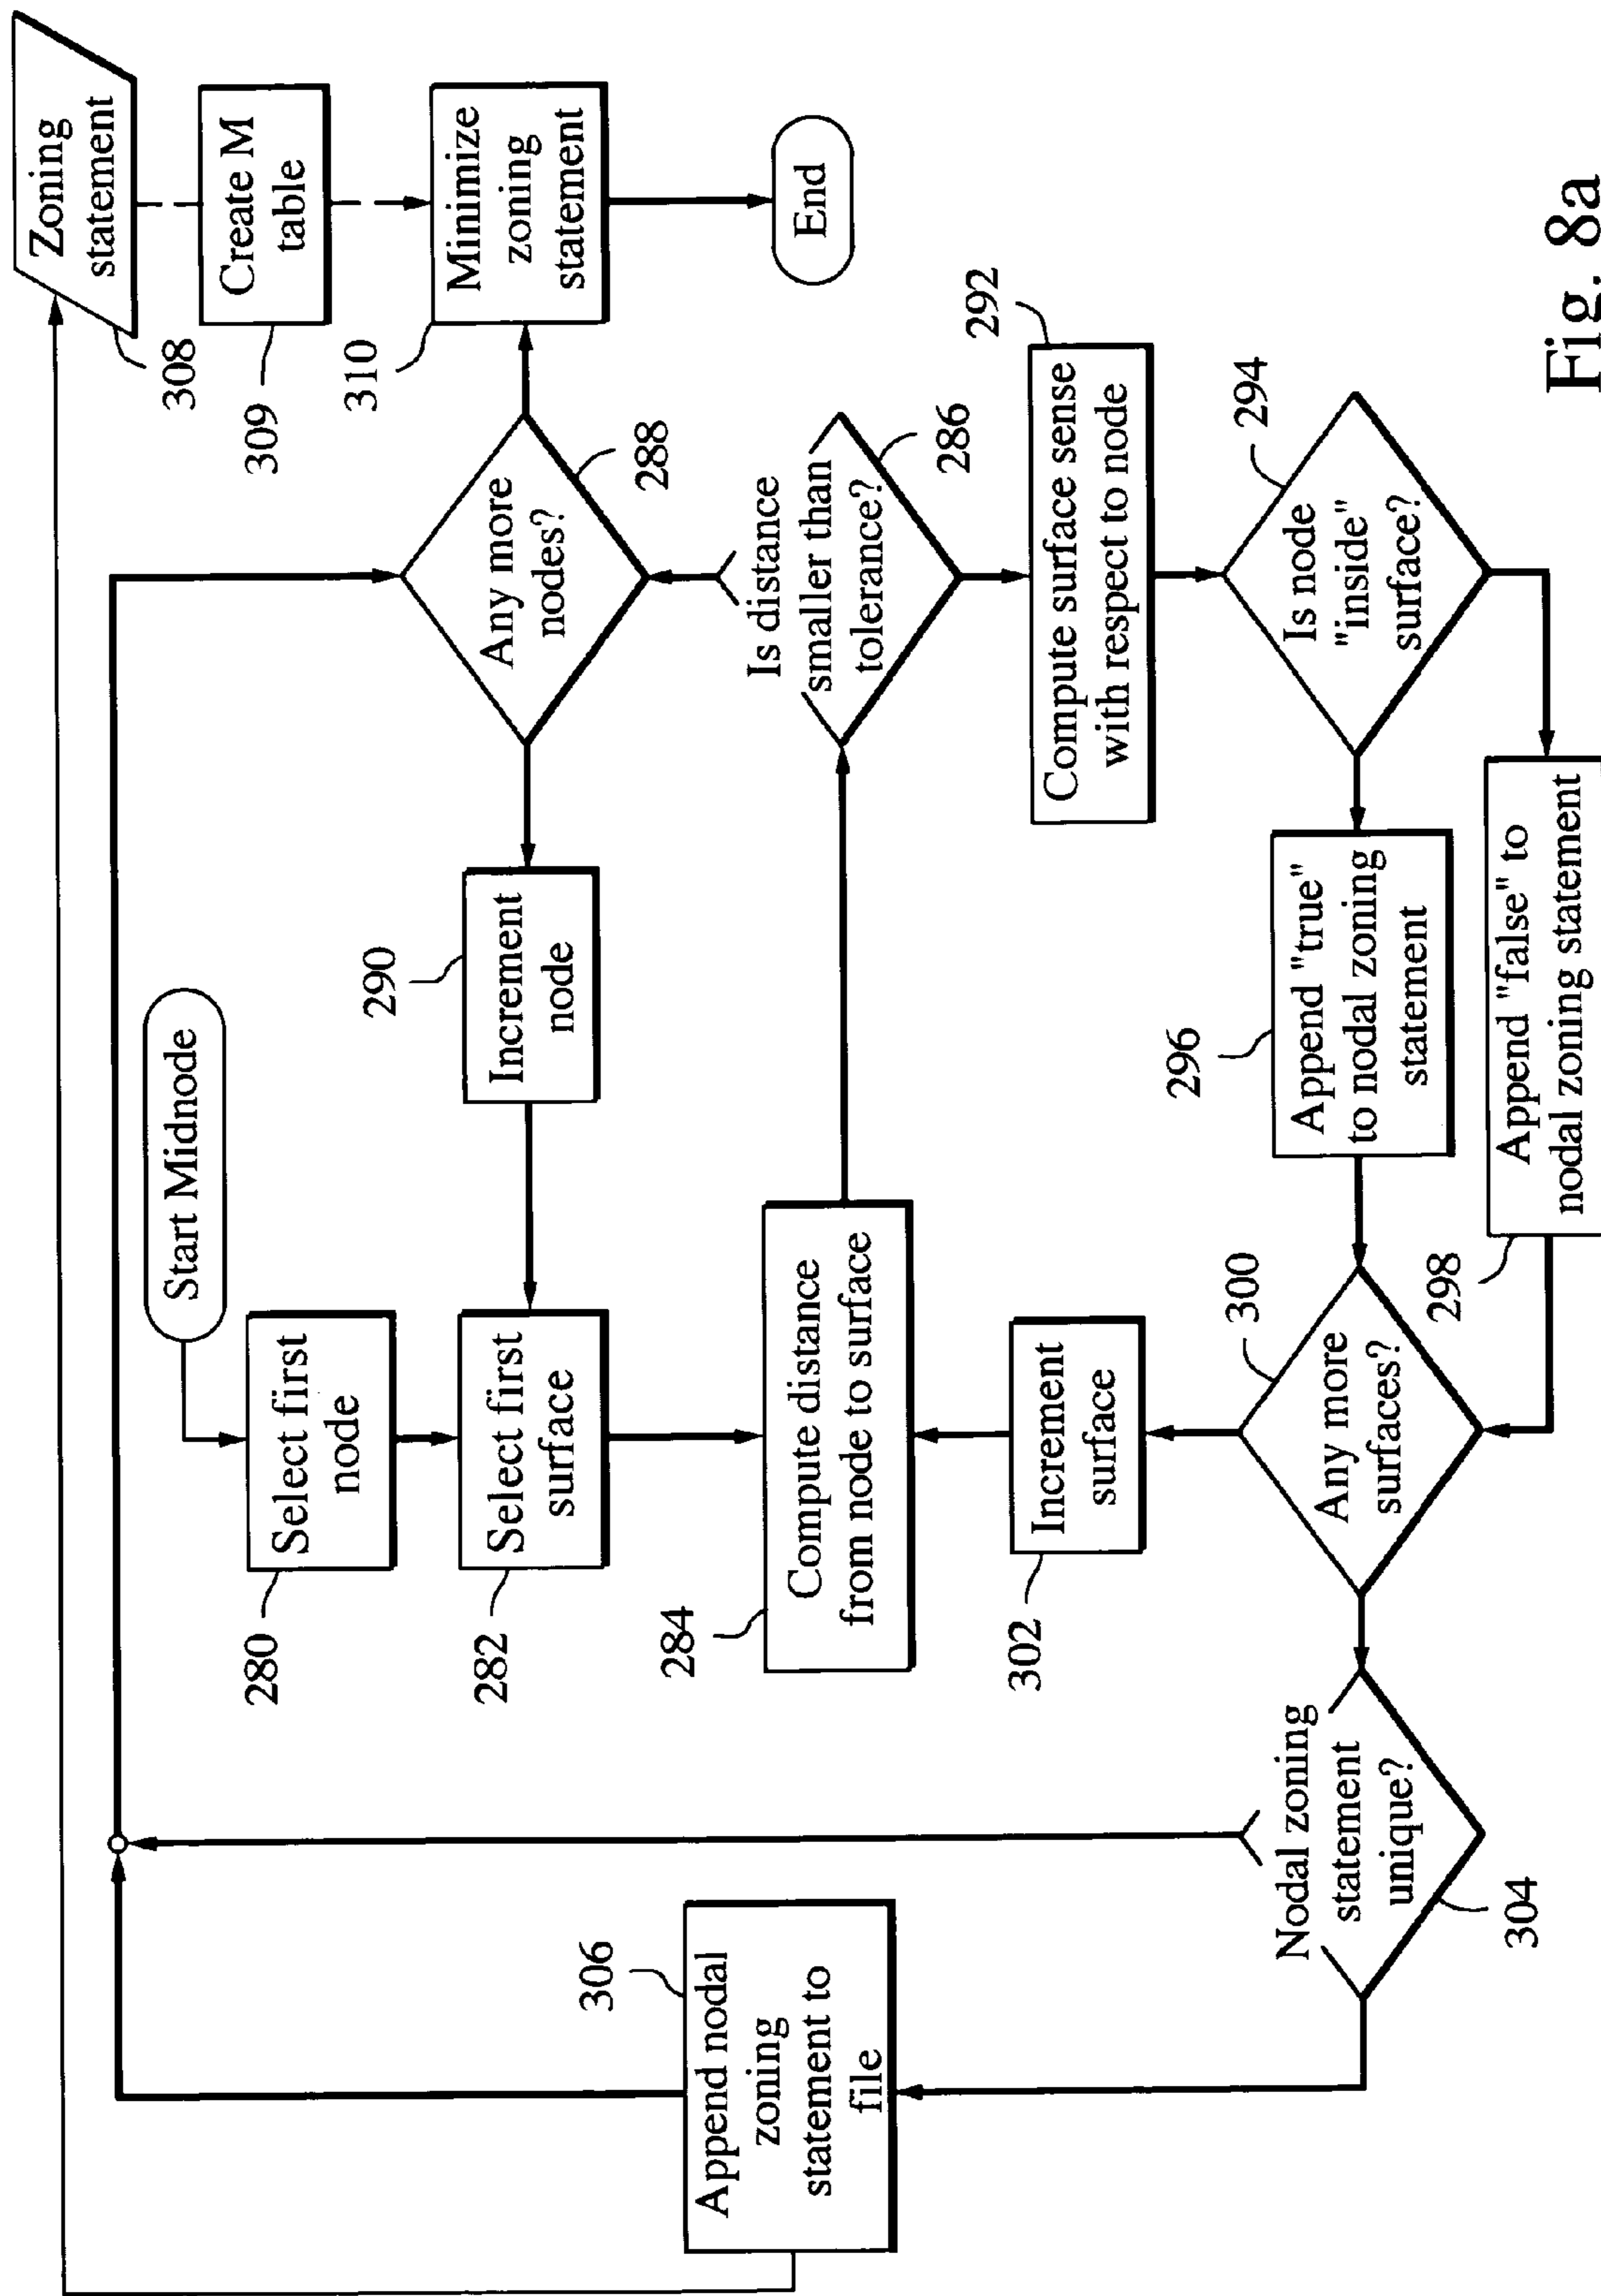 Start Midnode
280
Select first
node
282
Select first
surface
284
Compute distance
from node to surface
302
Increment
surface
300
Any more
surfaces?
290
Increment
node
Any more
nodes?
288
Is distance
smaller than
tolerance?
286
292
Compute surface sense
with respect to node
294
Is node
"inside"
surface?
296
Append "true"
to nodal zoning
statement
298
Append "false" to
nodal zoning statement
Nodal zoning
statement
unique?
304
306
Append nodal
zoning
statement to
file
Zoning
statement
308
Create M
table
309
310
Minimize
zoning
statement
End
Fig. 8a